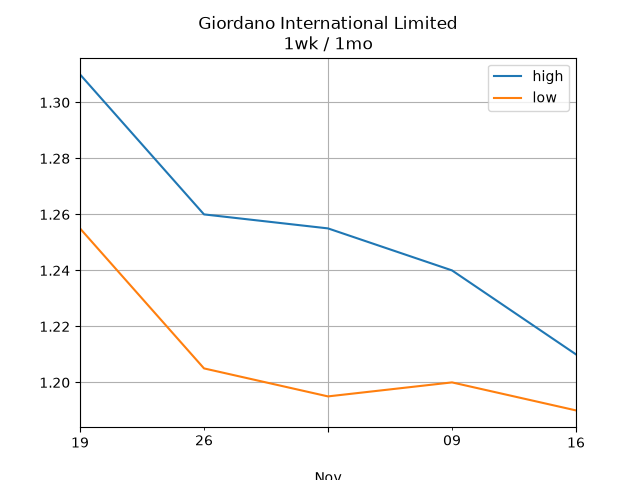 Giordano International Limited
1wk / 1mo
high
low
1.30
1.28
1.26
1.24
1.22
1.20
19
26
09
16
Nov